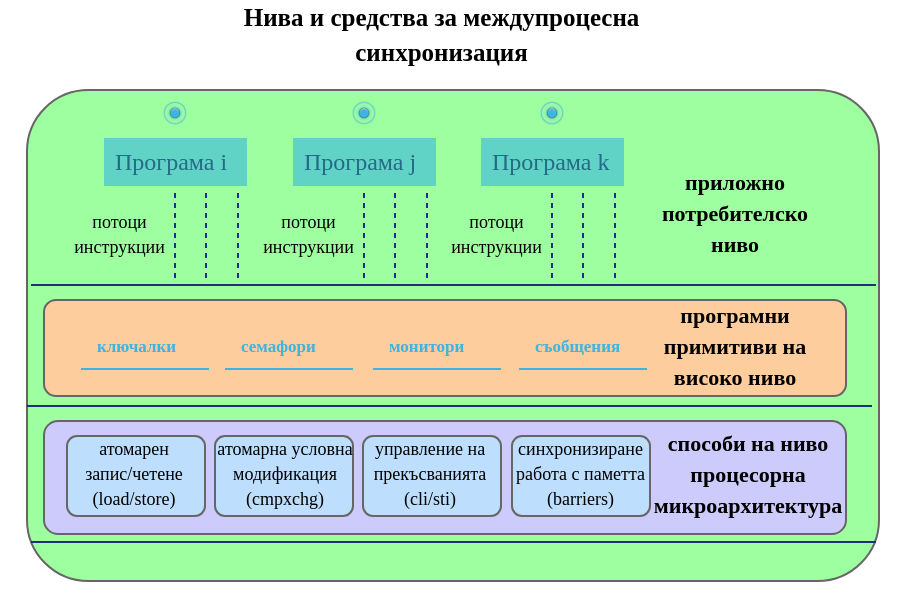 Нива и средства за междупроцесна
синхронизация
Програма i
Програма j
Програма k
потоци
инструкции
потоци
инструкции
потоци
инструкции
приложно
потребителско
ниво
ключалки
семафори
монитори
съобщения
програмни
примитиви на
високо ниво
атомарен
запис/четене
(load/store)
атомарна условна
модификация
(cmpxchg)
управление на
прекъсванията
(cli/sti)
синхронизиране
работа с паметта
(barriers)
способи на ниво
процесорна
микроархитектура